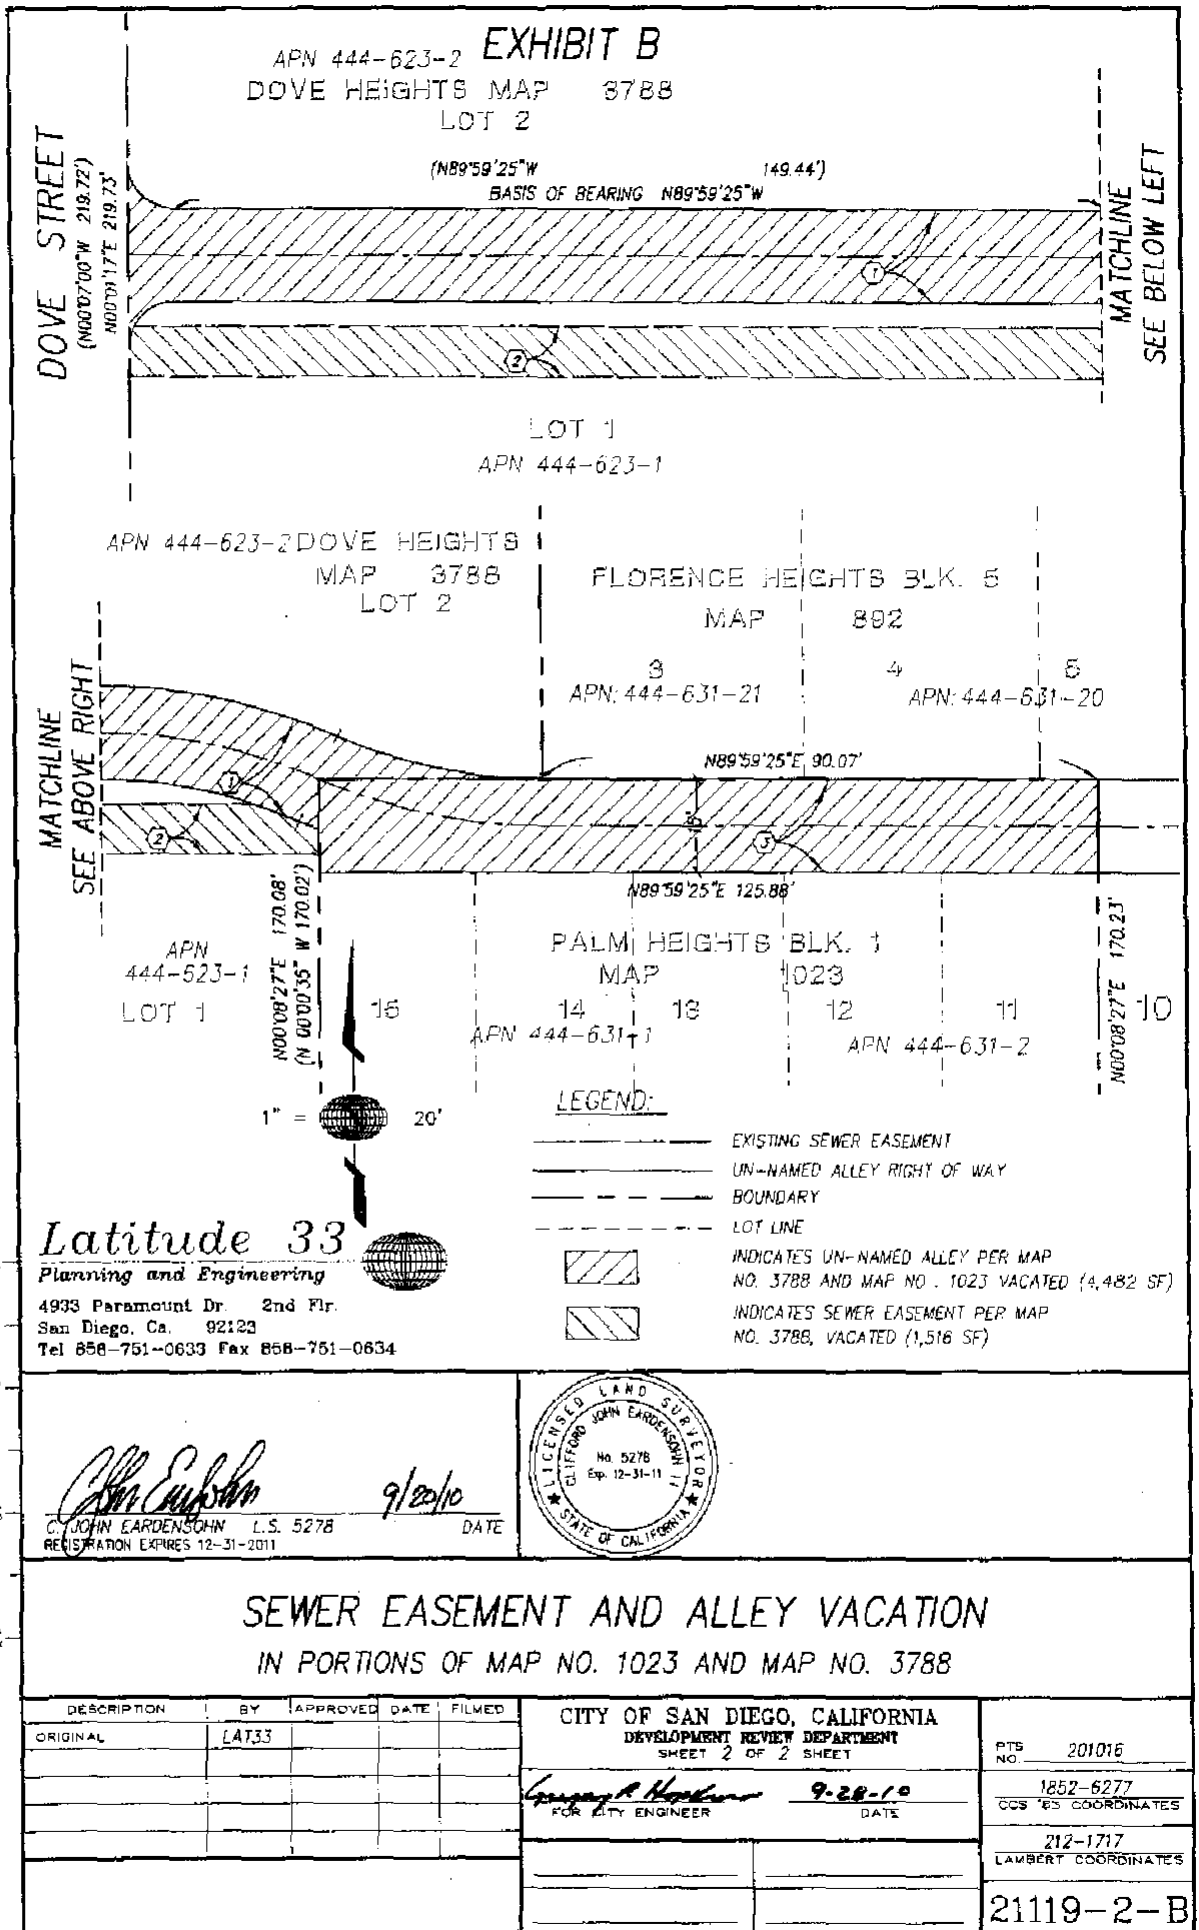 EXHIBIT B
APN 444-623-2
DOVE HEIGHTS MAP 3788
LOT 2
DOVE STREET
(N00°07'00"W 219.72')
N00°01'17"E 219.73'
(N89°59'25"W 149.44')
BASIS OF BEARING N89°59'25"W
MATCHLINE
SEE BELOW LEFT
1
2
LOT 1
APN 444-623-1
APN 444-623-2 DOVE HEIGHTS
MAP 3788
LOT 2
FLORENCE HEIGHTS BLK. 5
MAP 892
3
4
5
APN: 444-631-21
APN: 444-631-20
MATCHLINE
SEE ABOVE RIGHT
N89°59'25"E 90.07'
1
2
15'
3
N89°59'25"E 125.88'
N00°08'27"E 170.08'
(N 00°00'35" W 170.02')
APN
444-623-1
LOT 1
PALM HEIGHTS BLK. 1
MAP 1023
15
14
13
12
11
10
APN 444-631-1
APN 444-631-2
N00°08'27"E 170.23'
1" = 20'
LEGEND:
EXISTING SEWER EASEMENT
UN-NAMED ALLEY RIGHT OF WAY
BOUNDARY
LOT LINE
INDICATES UN-NAMED ALLEY PER MAP
NO. 3788 AND MAP NO. 1023 VACATED (4,482 SF)
INDICATES SEWER EASEMENT PER MAP
NO. 3788, VACATED (1,516 SF)
Latitude 33
Planning and Engineering
4933 Paramount Dr. 2nd Flr.
San Diego, Ca. 92123
Tel 858-751-0633 Fax 858-751-0634
9/20/10
C. JOHN EARDENSOHN L.S. 5278 DATE
REGISTRATION EXPIRES 12-31-2011
LICENSED LAND SURVEYOR
CLIFFORD JOHN EARDENSOHN II
No. 5278
Exp. 12-31-11
STATE OF CALIFORNIA
SEWER EASEMENT AND ALLEY VACATION
IN PORTIONS OF MAP NO. 1023 AND MAP NO. 3788
DESCRIPTION BY APPROVED DATE FILMED
ORIGINAL LAT33
CITY OF SAN DIEGO, CALIFORNIA
DEVELOPMENT REVIEW DEPARTMENT
SHEET 2 OF 2 SHEET
Gregory P. Hopkins 9-28-10
FOR CITY ENGINEER DATE
PTS NO. 201016
1852-6277
CCS '83 COORDINATES
212-1717
LAMBERT COORDINATES
21119-2-B